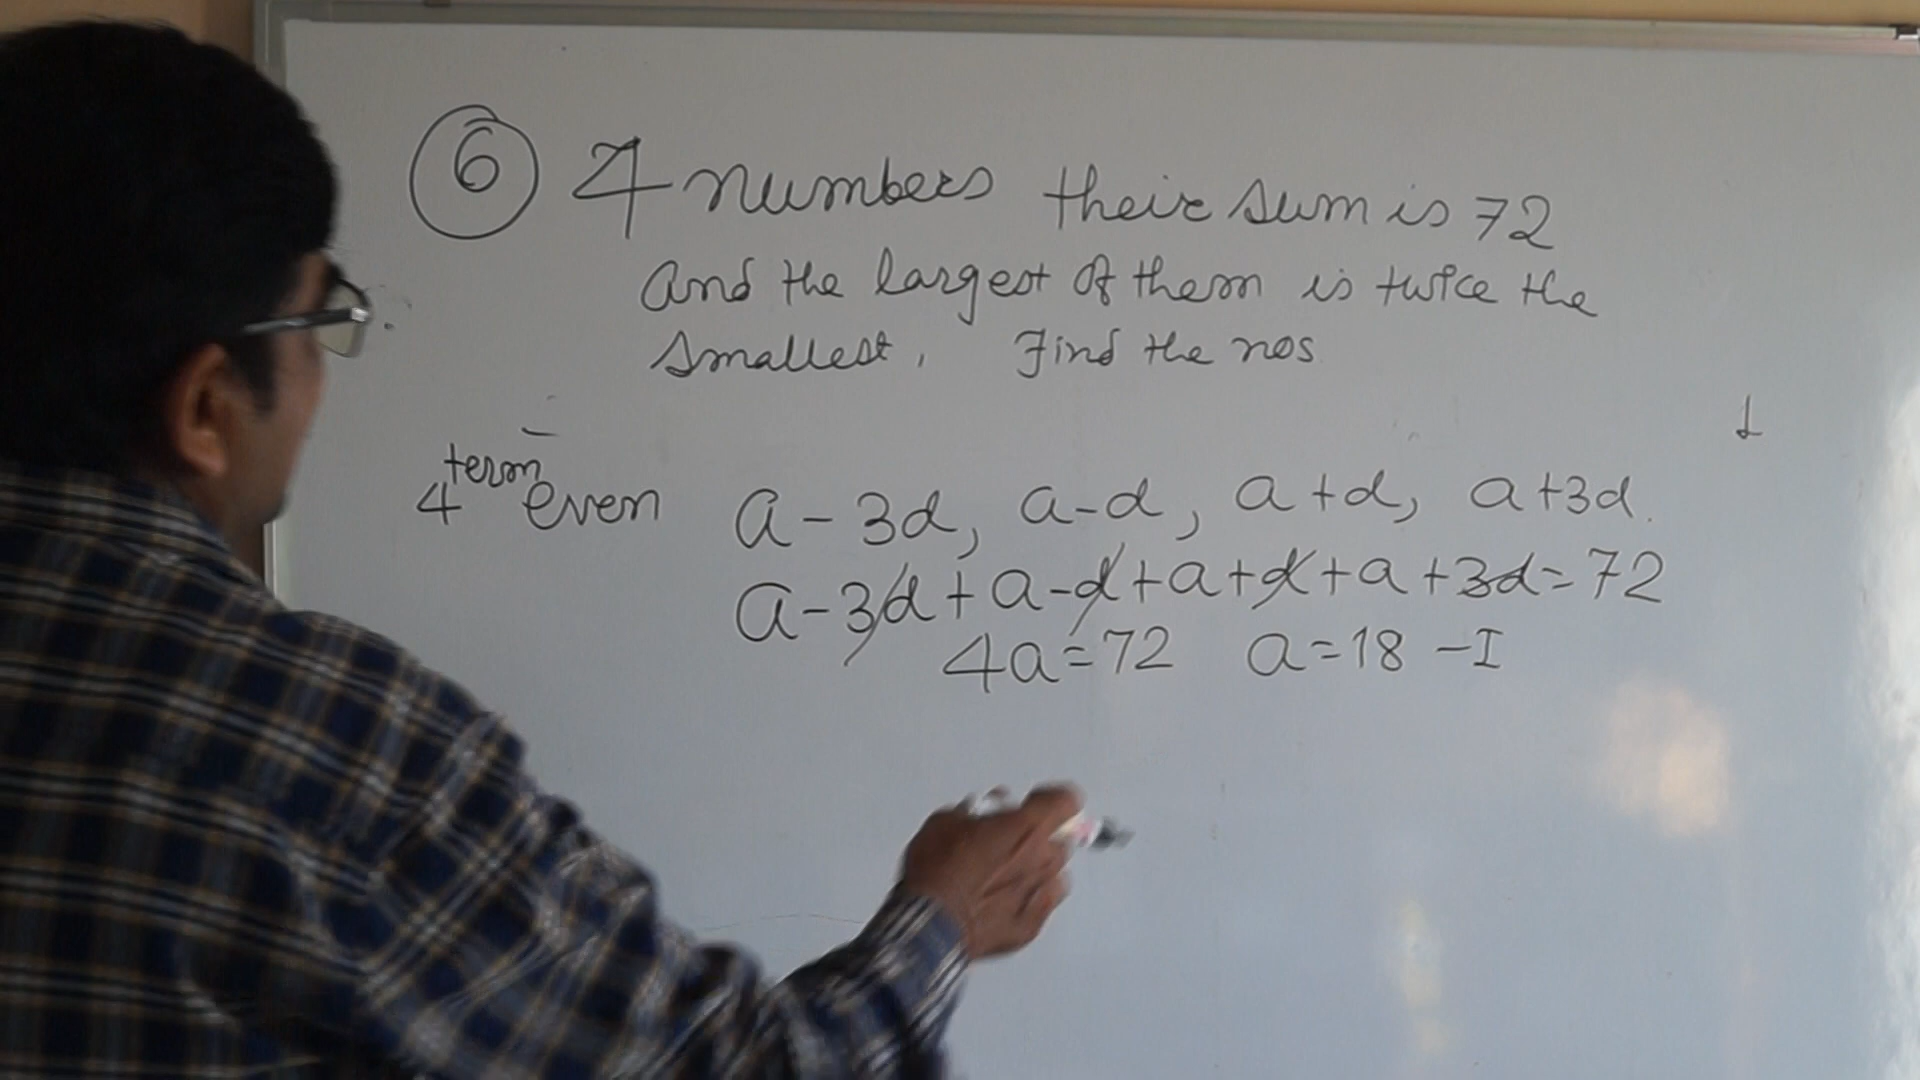 6 4 numbers their sum is 72
and the largest of them is twice the
smallest, Find the nos
4 term even a - 3d, a-d, a+d, a+3d.
a-3d+a-d+a+d+a+3d=72
4a=72 a=18 -I